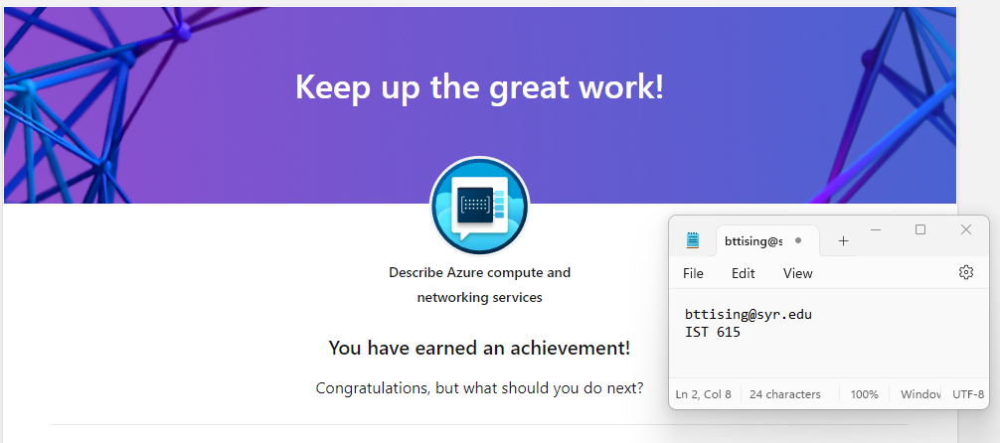 Keep up the great work!
Describe Azure compute and
networking services
You have earned an achievement!
Congratulations, but what should you do next?
bttising@s
File Edit View
bttising@syr.edu
IST 615
Ln 2, Col 8 24 characters 100% Window UTF-8